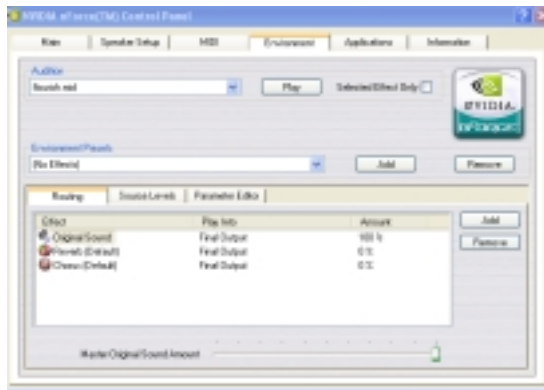 NVIDIA nForce(TM) Control Panel
Main
Speaker Setup
MIDI
Environment
Applications
Information
Audition
Play
Selected Effect Only
NVIDIA
nFORCE
Environment Presets
(No Effects)
Add
Remove
Routing
Source Levels
Parameter Editor
Effect Play Into Amount
Original Sound Final Output 100 %
Reverb (Default) Final Output 0 %
Chorus (Default) Final Output 0 %
Add
Remove
Master Original Sound Amount